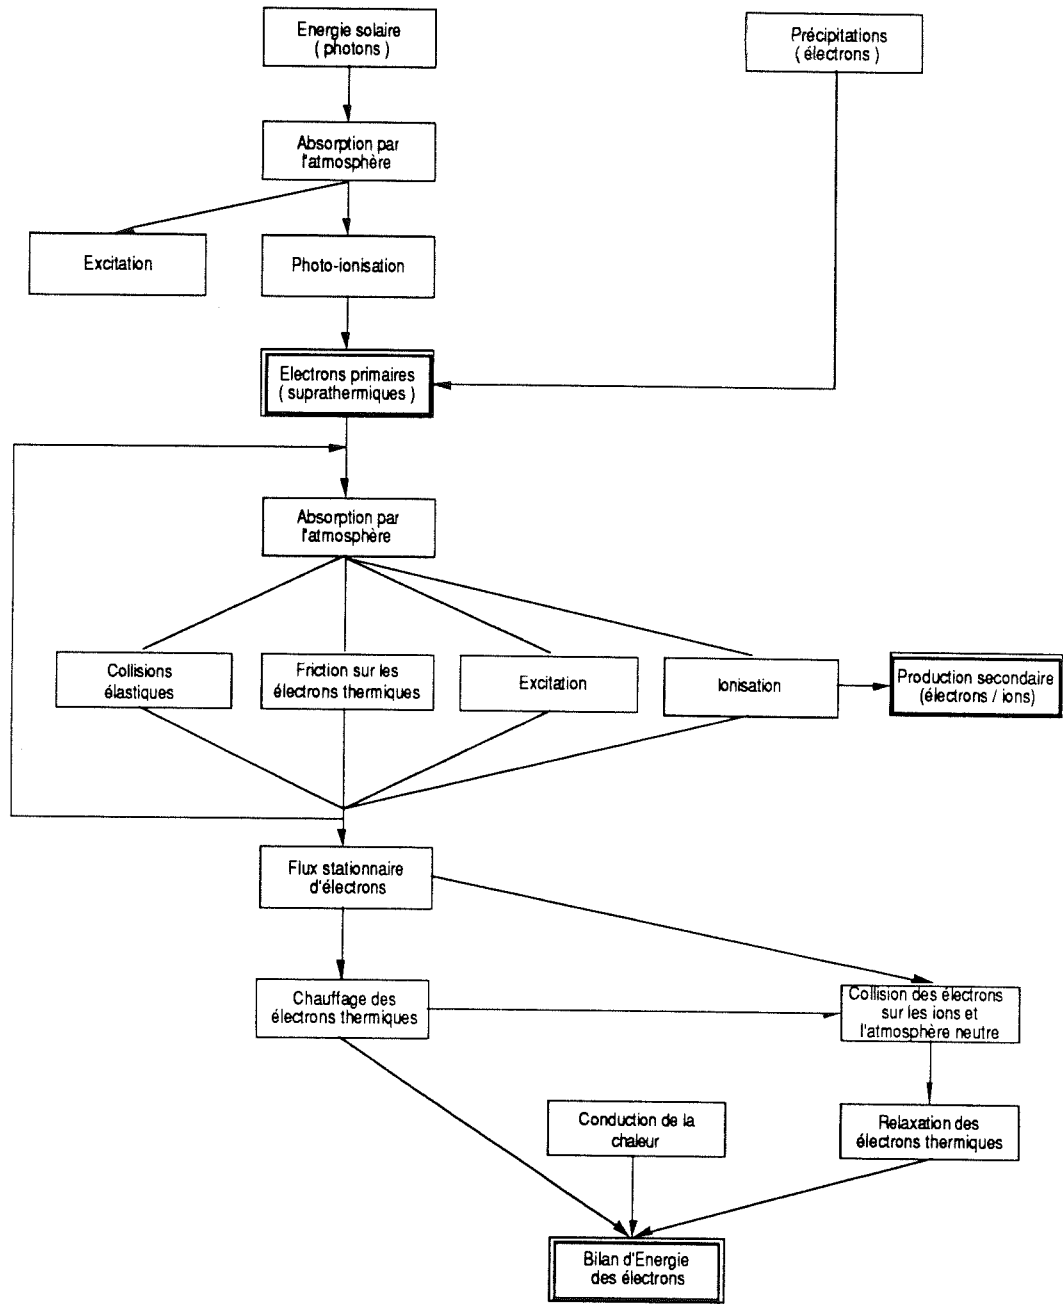 Energie solaire
( photons )
Précipitations
( électrons )
Absorption par
l'atmosphère
Excitation
Photo-ionisation
Electrons primaires
( suprathermiques )
Absorption par
l'atmosphère
Collisions
élastiques
Friction sur les
électrons thermiques
Excitation
Ionisation
Production secondaire
(électrons / ions)
Flux stationnaire
d'électrons
Chauffage des
électrons thermiques
Collision des électrons
sur les ions et
l'atmosphère neutre
Conduction de la
chaleur
Relaxation des
électrons thermiques
Bilan d'Energie
des électrons